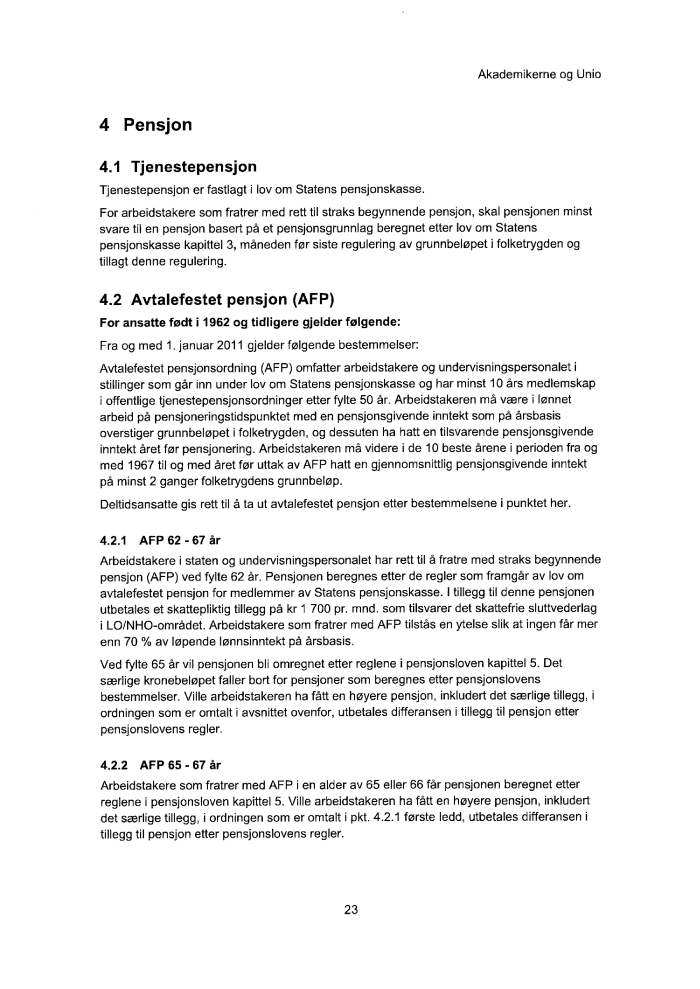 Akademikerne og Unio
4 Pensjon
4.1 Tjenestepensjon
Tjenestepensjon er fastlagt i lov om Statens pensjonskasse.
For arbeidstakere som fratrer med rett til straks begynnende pensjon, skal pensjonen minst
svare til en pensjon basert på et pensjonsgrunnlag beregnet etter lov om Statens
pensjonskasse kapittel 3, måneden før siste regulering av grunnbeløpet i folketrygden og
tillagt denne regulering.
4.2 Avtalefestet pensjon (AFP)
For ansatte født i 1962 og tidligere gjelder følgende:
Fra og med 1. januar 2011 gjelder følgende bestemmelser:
Avtalefestet pensjonsordning (AFP) omfatter arbeidstakere og undervisningspersonalet i
stillinger som går inn under lov om Statens pensjonskasse og har minst 10 års medlemskap
i offentlige tjenestepensjonsordninger etter fylte 50 år. Arbeidstakeren må være i lønnet
arbeid på pensjoneringstidspunktet med en pensjonsgivende inntekt som på årsbasis
overstiger grunnbeløpet i folketrygden, og dessuten ha hatt en tilsvarende pensjonsgivende
inntekt året før pensjonering. Arbeidstakeren må videre i de 10 beste årene i perioden fra og
med 1967 til og med året før uttak av AFP hatt en gjennomsnittlig pensjonsgivende inntekt
på minst 2 ganger folketrygdens grunnbeløp.
Deltidsansatte gis rett til å ta ut avtalefestet pensjon etter bestemmelsene i punktet her.
4.2.1 AFP 62 - 67 år
Arbeidstakere i staten og undervisningspersonalet har rett til å fratre med straks begynnende
pensjon (AFP) ved fylte 62 år. Pensjonen beregnes etter de regler som framgår av lov om
avtalefestet pensjon for medlemmer av Statens pensjonskasse. I tillegg til denne pensjonen
utbetales et skattepliktig tillegg på kr 1 700 pr. mnd. som tilsvarer det skattefrie sluttvederlag
i LO/NHO-området. Arbeidstakere som fratrer med AFP tilstås en ytelse slik at ingen får mer
enn 70 % av løpende lønnsinntekt på årsbasis.
Ved fylte 65 år vil pensjonen bli omregnet etter reglene i pensjonsloven kapittel 5. Det
særlige kronebeløpet faller bort for pensjoner som beregnes etter pensjonslovens
bestemmelser. Ville arbeidstakeren ha fått en høyere pensjon, inkludert det særlige tillegg, i
ordningen som er omtalt i avsnittet ovenfor, utbetales differansen i tillegg til pensjon etter
pensjonslovens regler.
4.2.2 AFP 65 - 67 år
Arbeidstakere som fratrer med AFP i en alder av 65 eller 66 får pensjonen beregnet etter
reglene i pensjonsloven kapittel 5. Ville arbeidstakeren ha fått en høyere pensjon, inkludert
det særlige tillegg, i ordningen som er omtalt i pkt. 4.2.1 første ledd, utbetales differansen i
tillegg til pensjon etter pensjonslovens regler.
23